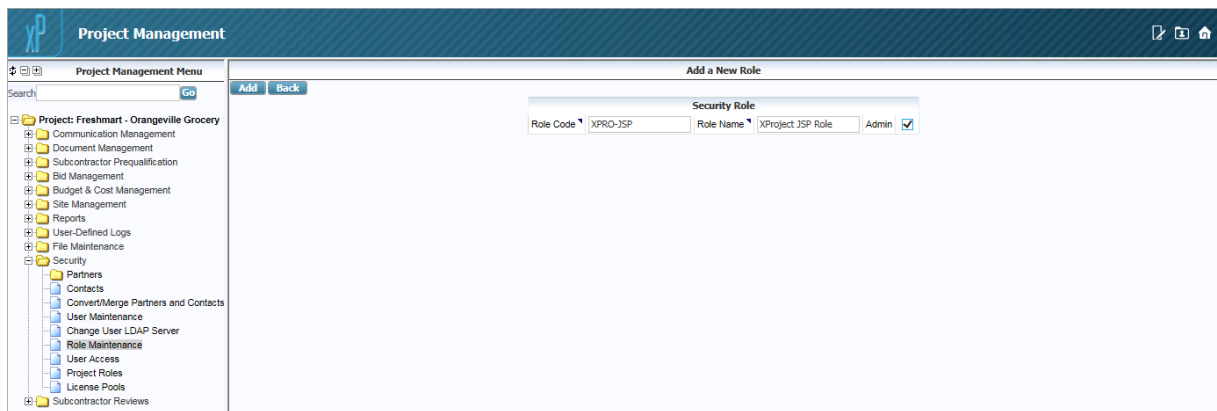 xP
Project Management
Project Management Menu
Search
Go
Project: Freshmart - Orangeville Grocery
Communication Management
Document Management
Subcontractor Prequalification
Bid Management
Budget & Cost Management
Site Management
Reports
User-Defined Logs
File Maintenance
Security
Partners
Contacts
Convert/Merge Partners and Contacts
User Maintenance
Change User LDAP Server
Role Maintenance
User Access
Project Roles
License Pools
Subcontractor Reviews
Add a New Role
Add Back
Security Role
Role Code XPRO-JSP Role Name XProject JSP Role Admin